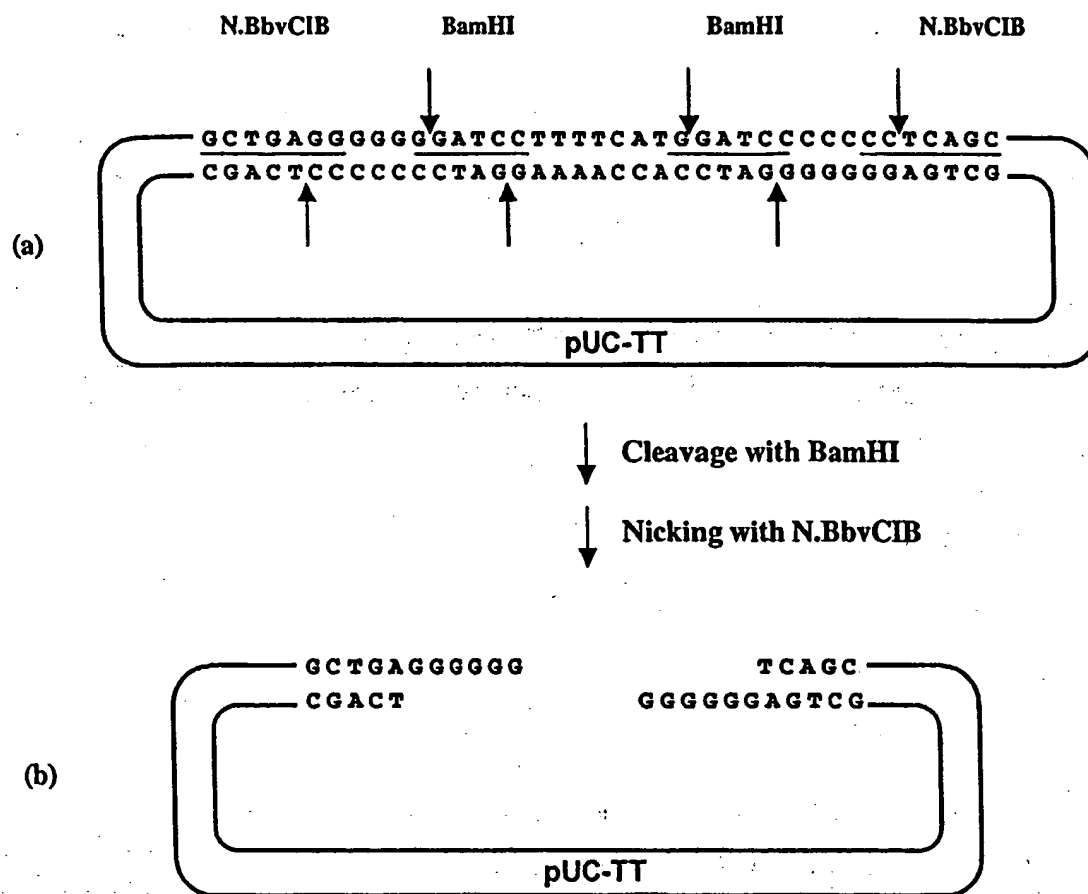 N.BbvCIB BamHI BamHI N.BbvCIB
GCTGAGGGGGGGATCCTTTTCATGGATCCCCCCCTCAGC
CGACTCCCCCCCTAGGAAAACCACCTAGGGGGGGAGTCG
(a)
pUC-TT
Cleavage with BamHI
Nicking with N.BbvCIB
GCTGAGGGGGG TCAGC
CGACT GGGGGGAGTCG
(b)
pUC-TT